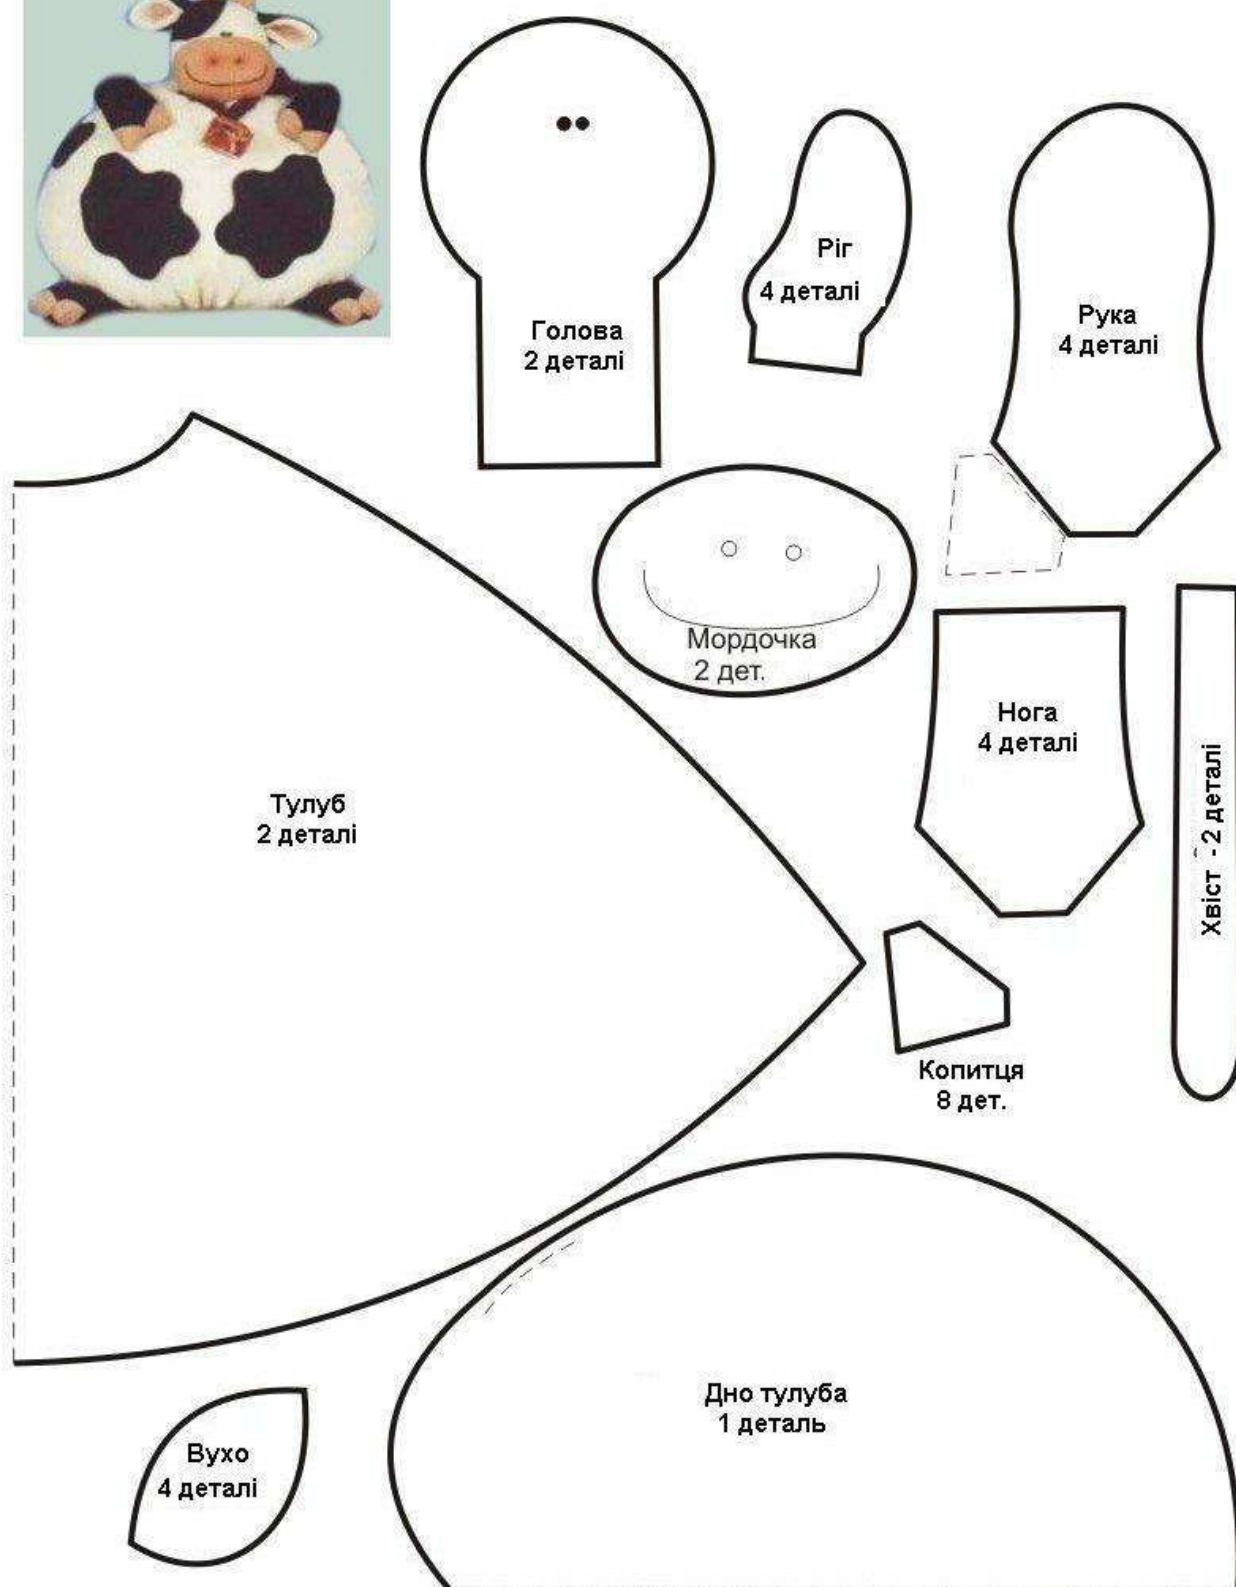 Голова
2 деталі
Ріг
4 деталі
Рука
4 деталі
Мордочка
2 дет.
Нога
4 деталі
Хвіст - 2 деталі
Тулуб
2 деталі
Копитця
8 дет.
Дно тулуба
1 деталь
Вухо
4 деталі